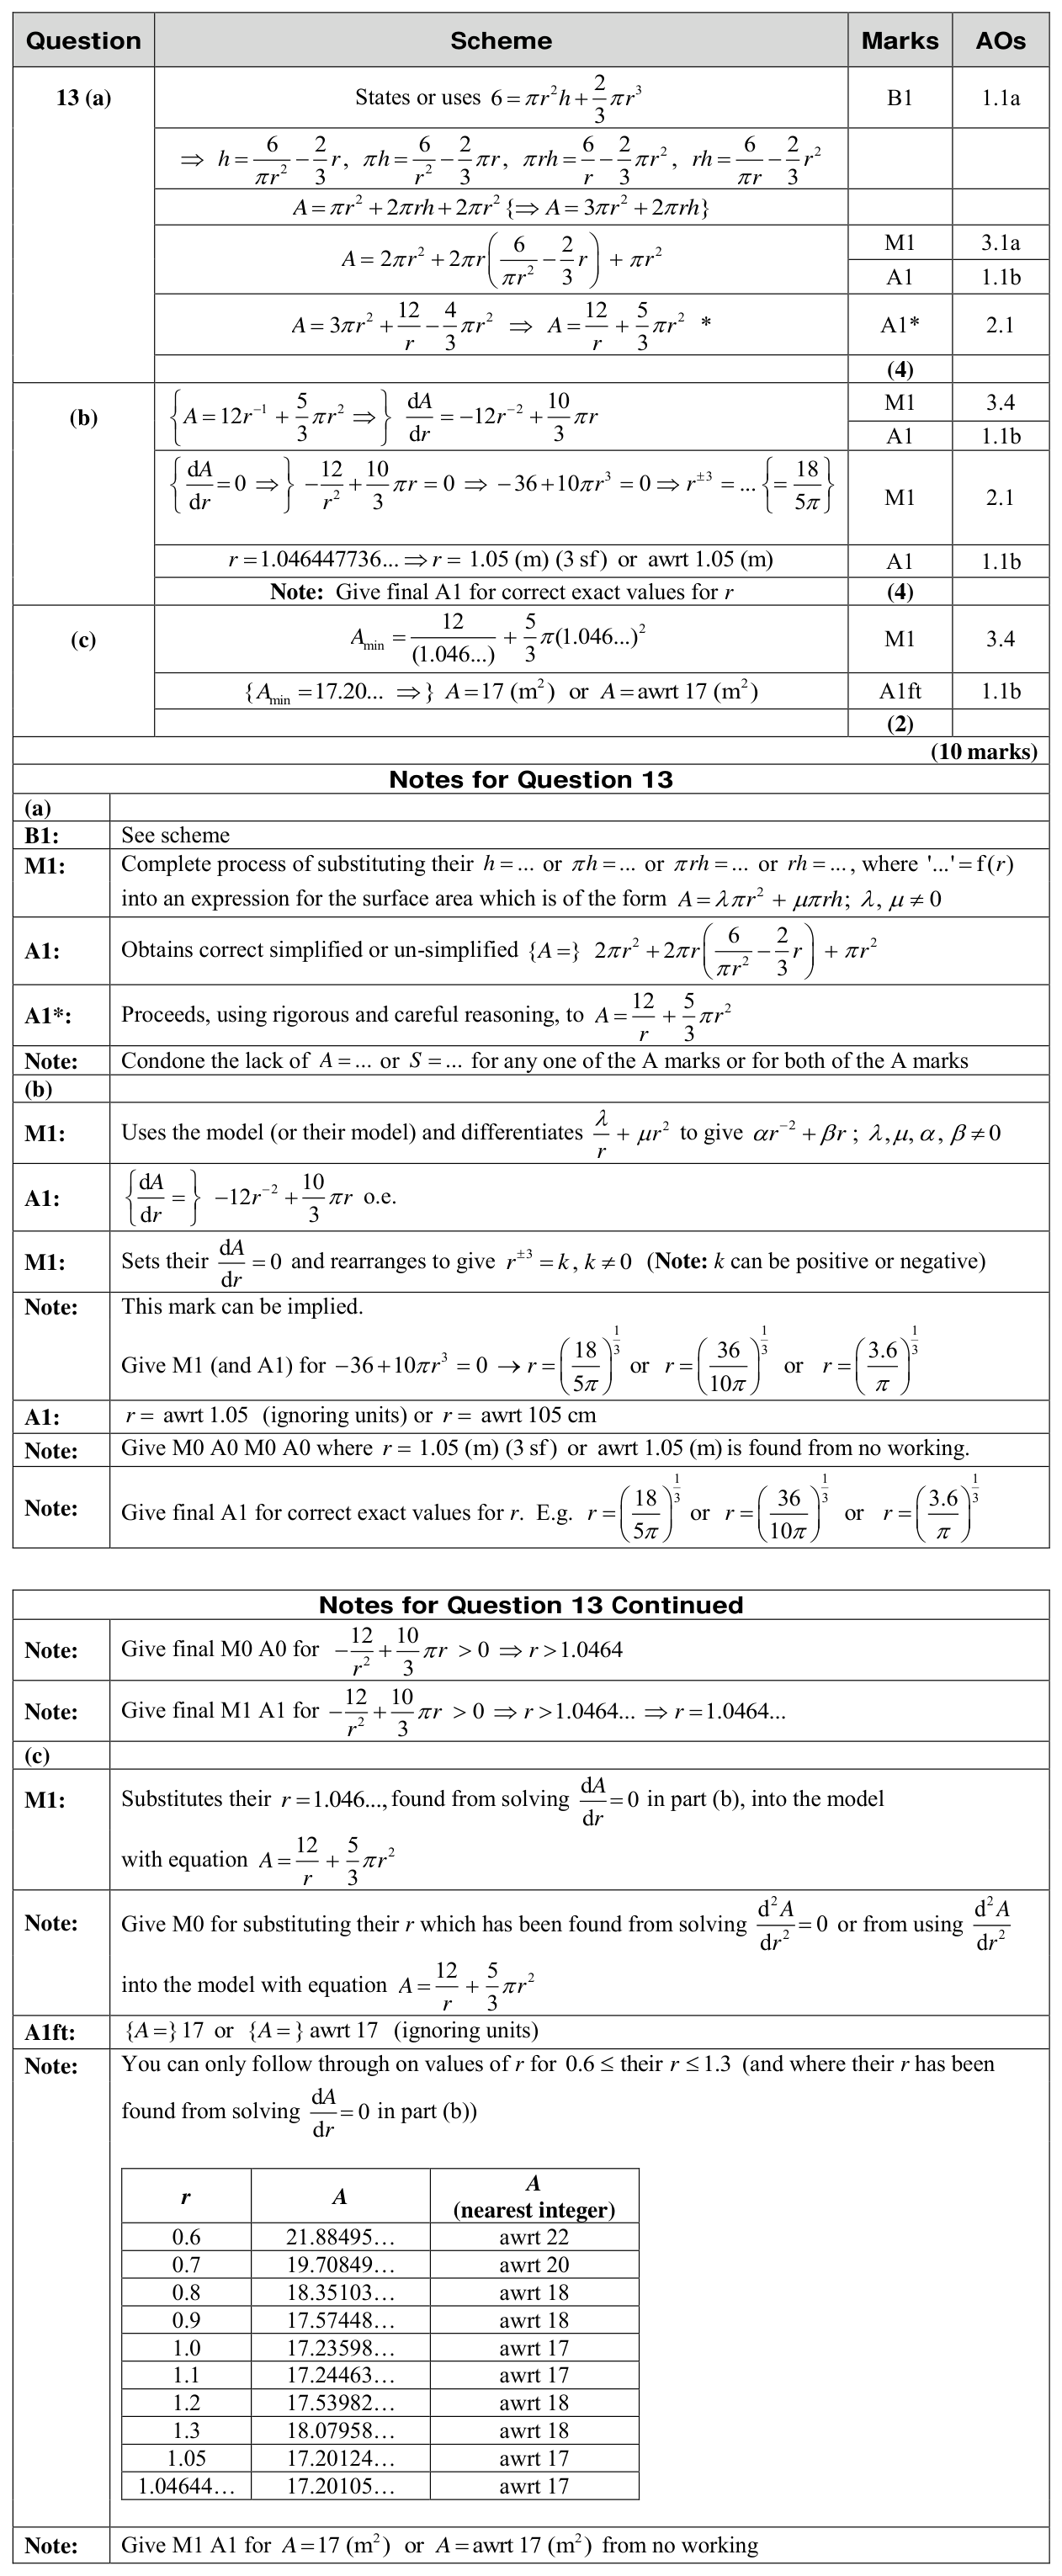 Question Scheme Marks AOs
13 (a) States or uses 6 = πr²h + 2/3 πr³ B1 1.1a
⇒ h = 6/(πr²) − 2/3 r, πh = 6/r² − 2/3 πr, πrh = 6/r − 2/3 πr², rh = 6/(πr) − 2/3 r²
A = πr² + 2πrh + 2πr² {⇒ A = 3πr² + 2πrh}
A = 2πr² + 2πr(6/(πr²) − 2/3 r) + πr² M1 3.1a
A1 1.1b
A = 3πr² + 12/r − 4/3 πr² ⇒ A = 12/r + 5/3 πr² * A1* 2.1
(4)
(b) {A = 12r⁻¹ + 5/3 πr² ⇒} dA/dr = −12r⁻² + 10/3 πr M1 3.4
A1 1.1b
{dA/dr = 0 ⇒} −12/r² + 10/3 πr = 0 ⇒ −36 + 10πr³ = 0 ⇒ r^±3 = ... {= 18/5π} M1 2.1
r = 1.046447736... ⇒ r = 1.05 (m) (3 sf) or awrt 1.05 (m) A1 1.1b
Note: Give final A1 for correct exact values for r (4)
(c) A_min = 12/(1.046...) + 5/3 π(1.046...)² M1 3.4
{A_min = 17.20... ⇒} A = 17 (m²) or A = awrt 17 (m²) A1ft 1.1b
(2)
(10 marks)
Notes for Question 13
(a)
B1: See scheme
M1: Complete process of substituting their h = ... or πh = ... or πrh = ... or rh = ..., where '...' = f(r)
into an expression for the surface area which is of the form A = λπr² + μπrh; λ, μ ≠ 0
A1: Obtains correct simplified or un-simplified {A =} 2πr² + 2πr(6/(πr²) − 2/3 r) + πr²
A1*: Proceeds, using rigorous and careful reasoning, to A = 12/r + 5/3 πr²
Note: Condone the lack of A = ... or S = ... for any one of the A marks or for both of the A marks
(b)
M1: Uses the model (or their model) and differentiates λ/r + μr² to give αr⁻² + βr; λ, μ, α, β ≠ 0
A1: {dA/dr =} −12r⁻² + 10/3 πr o.e.
M1: Sets their dA/dr = 0 and rearranges to give r^±3 = k, k ≠ 0 (Note: k can be positive or negative)
Note: This mark can be implied.
Give M1 (and A1) for −36 + 10πr³ = 0 → r = (18/5π)^(1/3) or r = (36/10π)^(1/3) or r = (3.6/π)^(1/3)
A1: r = awrt 1.05 (ignoring units) or r = awrt 105 cm
Note: Give M0 A0 M0 A0 where r = 1.05 (m) (3 sf) or awrt 1.05 (m) is found from no working.
Note: Give final A1 for correct exact values for r. E.g. r = (18/5π)^(1/3) or r = (36/10π)^(1/3) or r = (3.6/π)^(1/3)
Notes for Question 13 Continued
Note: Give final M0 A0 for −12/r² + 10/3 πr > 0 ⇒ r > 1.0464
Note: Give final M1 A1 for −12/r² + 10/3 πr > 0 ⇒ r > 1.0464... ⇒ r = 1.0464...
(c)
M1: Substitutes their r = 1.046..., found from solving dA/dr = 0 in part (b), into the model
with equation A = 12/r + 5/3 πr²
Note: Give M0 for substituting their r which has been found from solving d²A/dr² = 0 or from using d²A/dr²
into the model with equation A = 12/r + 5/3 πr²
A1ft: {A =} 17 or {A = } awrt 17 (ignoring units)
Note: You can only follow through on values of r for 0.6 ≤ their r ≤ 1.3 (and where their r has been
found from solving dA/dr = 0 in part (b))
r A A
(nearest integer)
0.6 21.88495... awrt 22
0.7 19.70849... awrt 20
0.8 18.35103... awrt 18
0.9 17.57448... awrt 18
1.0 17.23598... awrt 17
1.1 17.24463... awrt 17
1.2 17.53982... awrt 18
1.3 18.07958... awrt 18
1.05 17.20124... awrt 17
1.04644... 17.20105... awrt 17
Note: Give M1 A1 for A = 17 (m²) or A = awrt 17 (m²) from no working